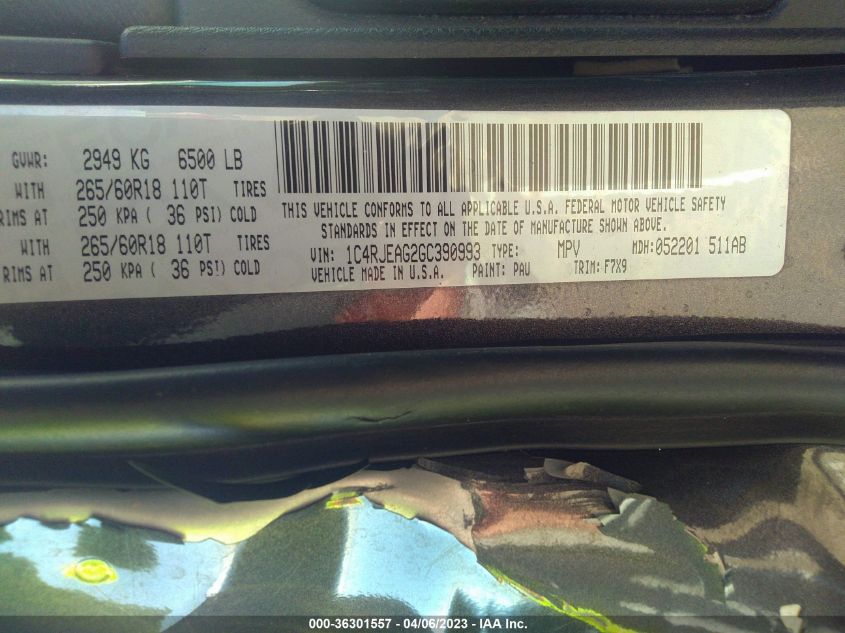 GVWR: 2949 KG 6500 LB
WITH 265/60R18 110T TIRES
RIMS AT 250 KPA ( 36 PSI) COLD
WITH 265/60R18 110T TIRES
RIMS AT 250 KPA ( 36 PSI) COLD
THIS VEHICLE CONFORMS TO ALL APPLICABLE U.S.A. FEDERAL MOTOR VEHICLE SAFETY
STANDARDS IN EFFECT ON THE DATE OF MANUFACTURE SHOWN ABOVE.
VIN: 1C4RJEAG2GC390993 TYPE: MPV MDH: 052201 511AB
VEHICLE MADE IN U.S.A. PAINT: PAU TRIM: F7X9
000-36301557 - 04/06/2023 - IAA Inc.